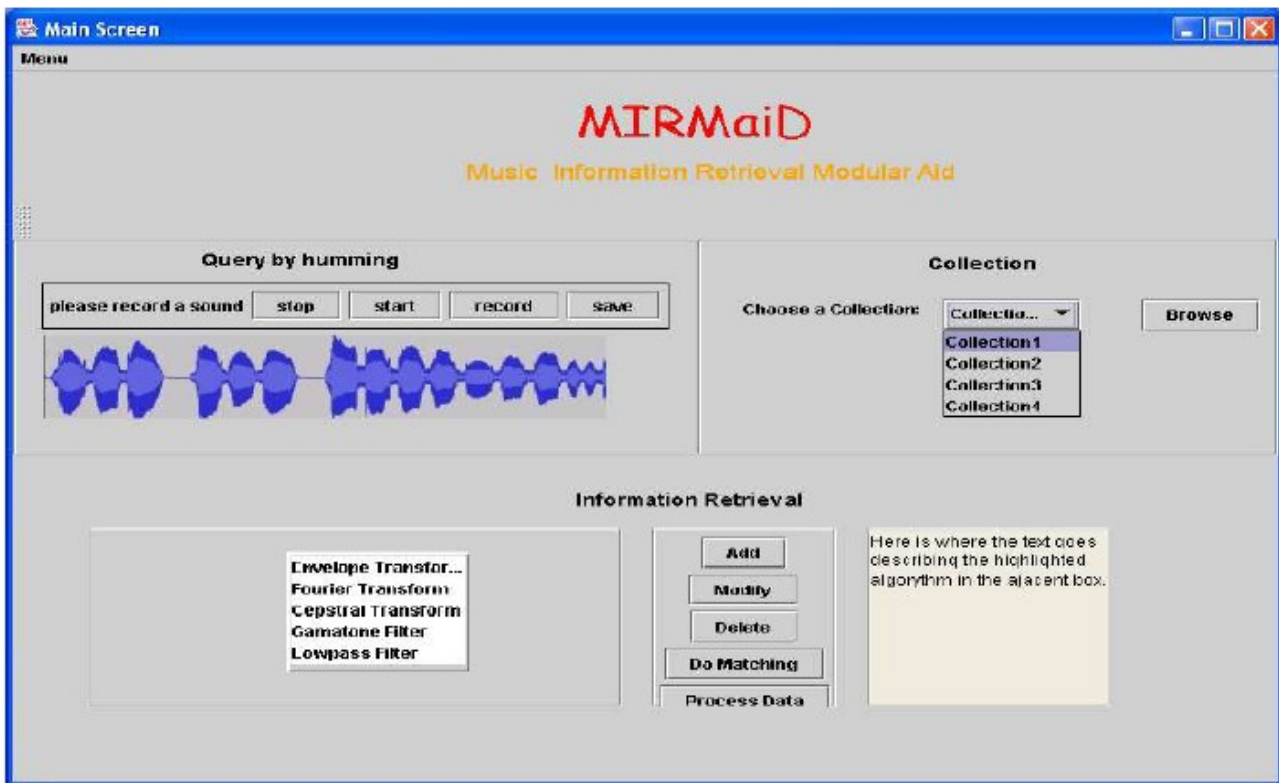 Main Screen
Menu
MIRMaiD
Music Information Retrieval Modular Aid
Query by humming
please record a sound stop start record save
Collection
Choose a Collection: Collectio... Browse
Collection1
Collection2
Collection3
Collection4
Information Retrieval
Envelope Transfor...
Fourier Transform
Cepstral Transform
Gamatone Filter
Lowpass Filter
Add
Modify
Delete
Do Matching
Process Data
Here is where the text goes
describing the highlighted
algorythm in the ajacent box.